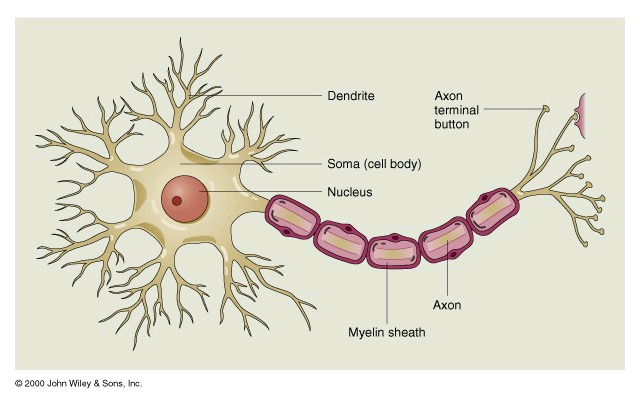 Dendrite
Axon
terminal
button
Soma (cell body)
Nucleus
Axon
Myelin sheath
© 2000 John Wiley & Sons, Inc.